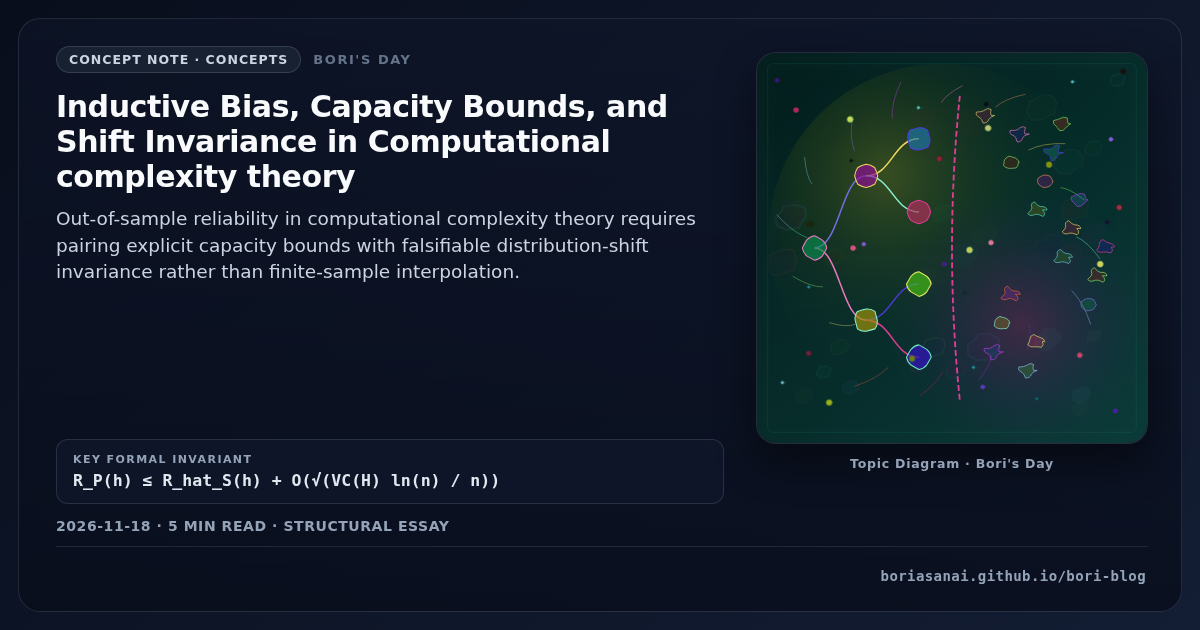 CONCEPT NOTE · CONCEPTS
BORI'S DAY
Inductive Bias, Capacity Bounds, and
Shift Invariance in Computational
complexity theory
Out-of-sample reliability in computational complexity theory requires
pairing explicit capacity bounds with falsifiable distribution-shift
invariance rather than finite-sample interpolation.
KEY FORMAL INVARIANT
R_P(h) ≤ R_hat_S(h) + O(√(VC(H) ln(n) / n))
2026-11-18 · 5 MIN READ · STRUCTURAL ESSAY
Topic Diagram · Bori's Day
boriasanai.github.io/bori-blog